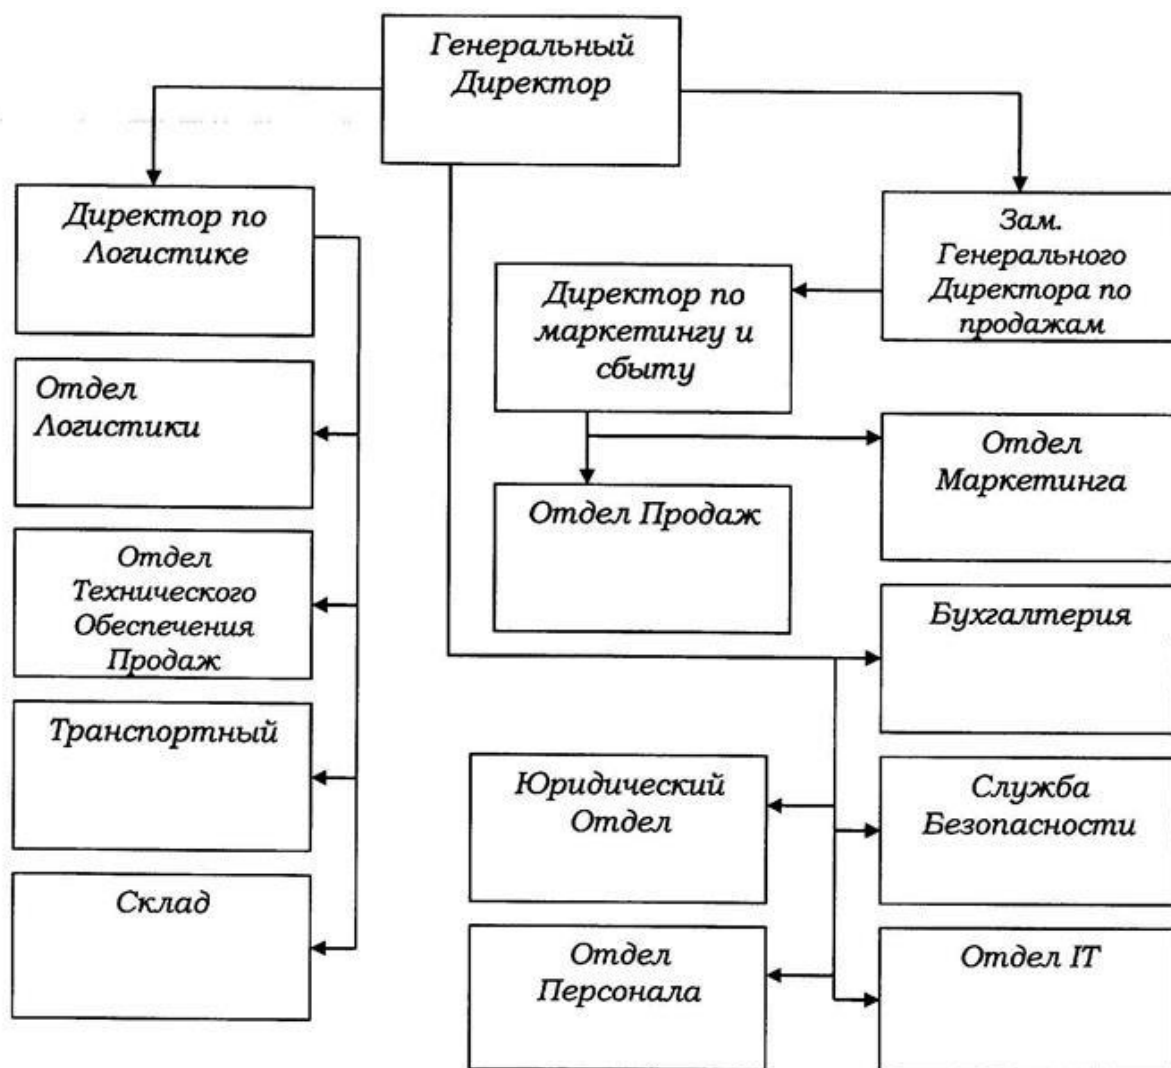 Генеральный
Директор
Директор по
Логистике
Зам.
Генерального
Директора по
продажам
Директор по
маркетингу и
сбыту
Отдел
Логистики
Отдел
Маркетинга
Отдел Продаж
Отдел
Технического
Обеспечения
Продаж
Бухгалтерия
Транспортный
Юридический
Отдел
Служба
Безопасности
Склад
Отдел
Персонала
Отдел IT